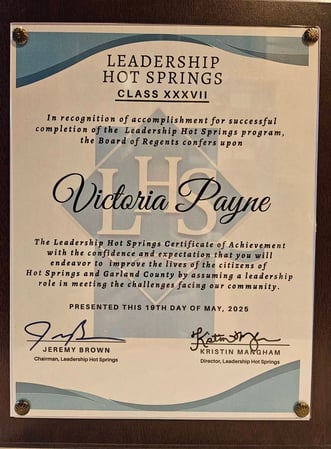 LEADERSHIP
HOT SPRINGS
CLASS XXXVII
In recognition of accomplishment for successful
completion of the Leadership Hot Springs program,
the Board of Regents confers upon
LHS
Victoria Payne
The Leadership Hot Springs Certificate of Achievement
with the confidence and expectation that you will
endeavor to improve the lives of the citizens of
Hot Springs and Garland County by assuming a leadership
role in meeting the challenges facing our community.
PRESENTED THIS 19TH DAY OF MAY, 2025
JEREMY BROWN
Chairman, Leadership Hot Springs
Kristin
KRISTIN MANGHAM
Director, Leadership Hot Springs